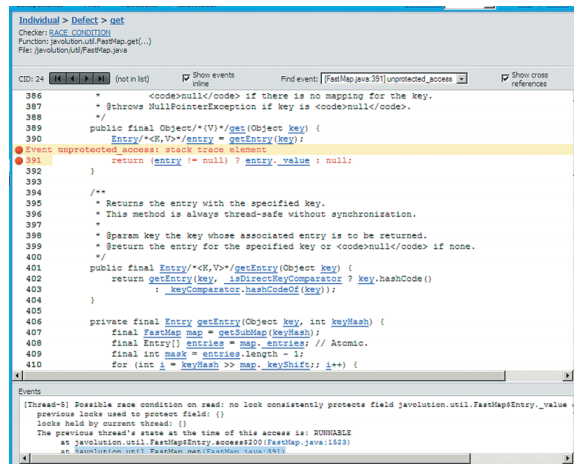 Individual > Defect > get
Checker: RACE_CONDITION
Function: javolution.util.FastMap.get(...)
File: /javolution/util/FastMap.java
CID: 24 (not in list) Show events inline Find event: [FastMap.java:391] unprotected_access Show cross references
386 * <code>null</code> if there is no mapping for the key.
387 * @throws NullPointerException if key is <code>null</code>.
388 */
389 public final Object/*{V}*/get(Object key) {
390 Entry/*<K,V>*/entry = getEntry(key);
Event unprotected_access: stack trace element
391 return (entry != null) ? entry._value : null;
392 }
393
394 /**
395 * Returns the entry with the specified key.
396 * This method is always thread-safe without synchronization.
397 *
398 * @param key the key whose associated entry is to be returned.
399 * @return the entry for the specified key or <code>null</code> if none.
400 */
401 public final Entry/*<K,V>*/getEntry(Object key) {
402 return getEntry(key, _isDirectKeyComparator ? key.hashCode()
403 : _keyComparator.hashCodeOf(key));
404 }
405
406 private final Entry getEntry(Object key, int keyHash) {
407 final FastMap map = getSubMap(keyHash);
408 final Entry[] entries = map._entries; // Atomic.
409 final int mask = entries.length - 1;
410 for (int i = keyHash >> map._keyShift;; i++) {
Events
[Thread-5] Possible race condition on read: no lock consistently protects field javolution.util.FastMap$Entry._value
previous locks used to protect field: {}
locks held by current thread: {}
The previous thread's state at the time of this access is: RUNNABLE
at javolution.util.FastMap$Entry.access$200(FastMap.java:1523)
at javolution.util.FastMap.get(FastMap.java:391)